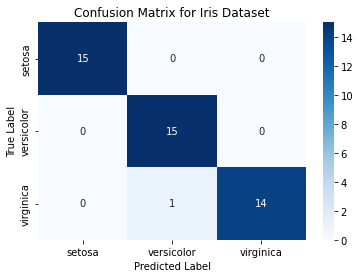 Confusion Matrix for Iris Dataset
True Label
setosa
versicolor
virginica
15 0 0
0 15 0
0 1 14
setosa versicolor virginica
Predicted Label
14
12
10
8
6
4
2
0